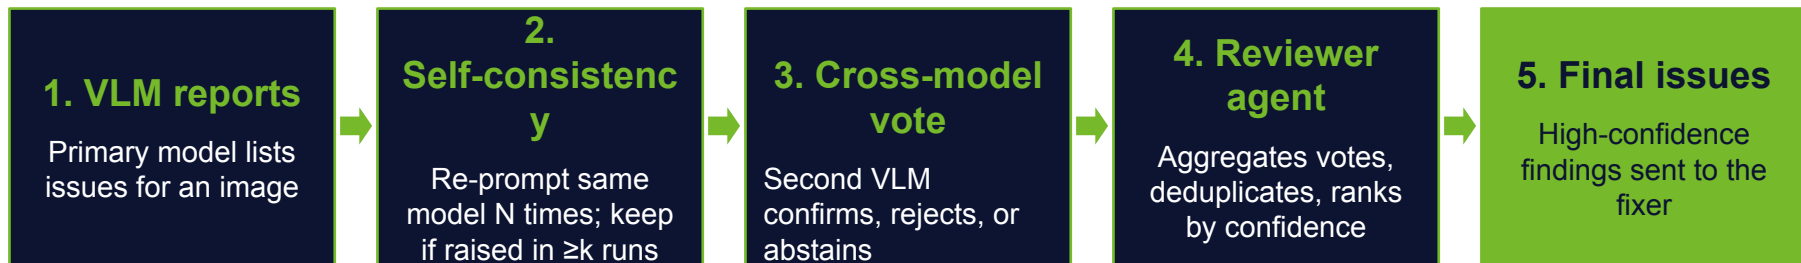 1. VLM reports
Primary model lists
issues for an image
2.
Self-consistenc
y
Re-prompt same
model N times; keep
if raised in ≥k runs
3. Cross-model
vote
Second VLM
confirms, rejects, or
abstains
4. Reviewer
agent
Aggregates votes,
deduplicates, ranks
by confidence
5. Final issues
High-confidence
findings sent to the
fixer